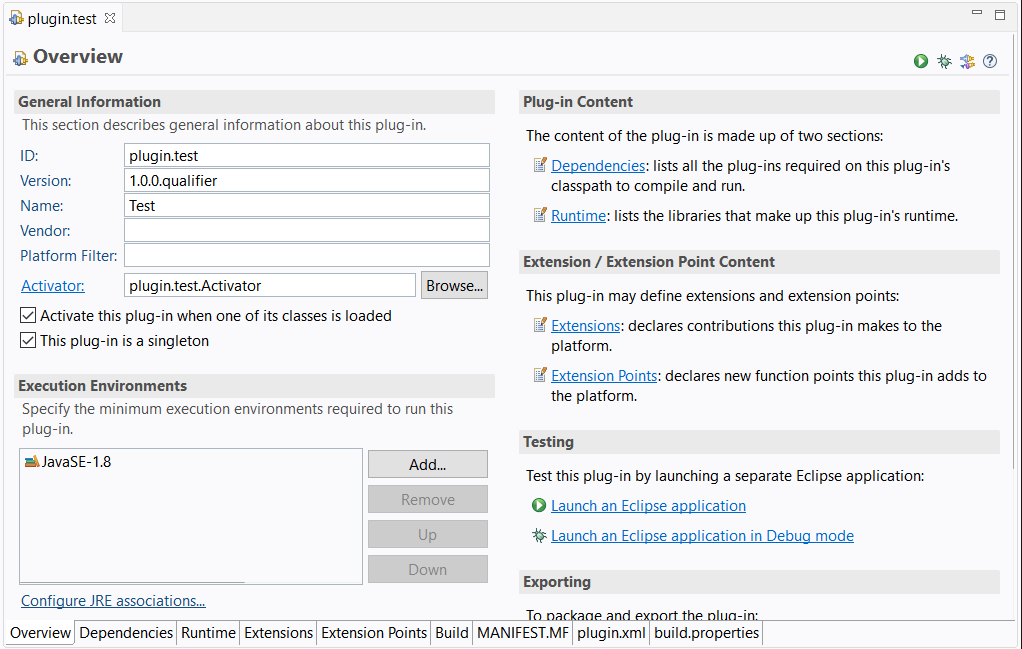 plugin.test
Overview
General Information
This section describes general information about this plug-in.
ID: plugin.test
Version: 1.0.0.qualifier
Name: Test
Vendor:
Platform Filter:
Activator: plugin.test.Activator Browse...
Activate this plug-in when one of its classes is loaded
This plug-in is a singleton
Execution Environments
Specify the minimum execution environments required to run this
plug-in.
JavaSE-1.8
Add...
Remove
Up
Down
Configure JRE associations...
Plug-in Content
The content of the plug-in is made up of two sections:
Dependencies: lists all the plug-ins required on this plug-in's
classpath to compile and run.
Runtime: lists the libraries that make up this plug-in's runtime.
Extension / Extension Point Content
This plug-in may define extensions and extension points:
Extensions: declares contributions this plug-in makes to the
platform.
Extension Points: declares new function points this plug-in adds to
the platform.
Testing
Test this plug-in by launching a separate Eclipse application:
Launch an Eclipse application
Launch an Eclipse application in Debug mode
Exporting
To package and export the plug-in:
Overview Dependencies Runtime Extensions Extension Points Build MANIFEST.MF plugin.xml build.properties